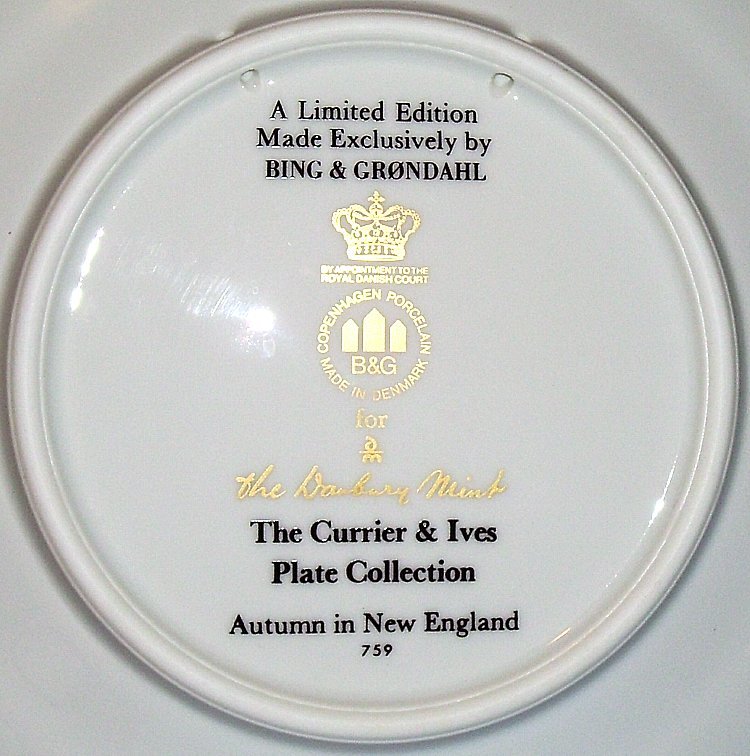 A Limited Edition
Made Exclusively by
BING & GRØNDAHL
BY APPOINTMENT TO THE
ROYAL DANISH COURT
COPENHAGEN PORCELAIN
B&G
MADE IN DENMARK
for
dm
the Danbury Mint
The Currier & Ives
Plate Collection
Autumn in New England
759